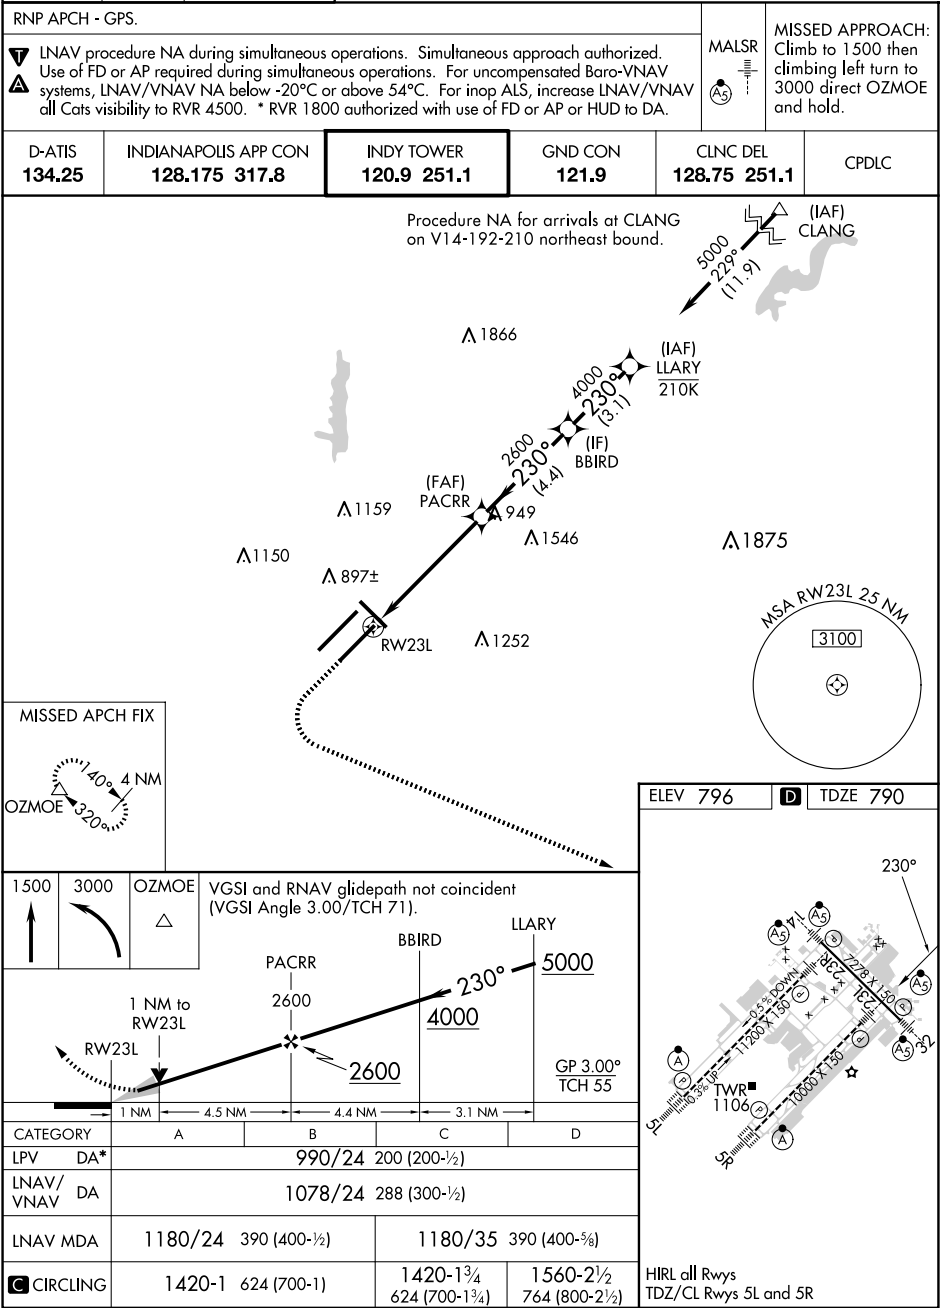 RNP APCH - GPS.
T
A
LNAV procedure NA during simultaneous operations. Simultaneous approach authorized.
Use of FD or AP required during simultaneous operations. For uncompensated Baro-VNAV
systems, LNAV/VNAV NA below -20°C or above 54°C. For inop ALS, increase LNAV/VNAV
all Cats visibility to RVR 4500. * RVR 1800 authorized with use of FD or AP or HUD to DA.
MALSR
A5
MISSED APPROACH:
Climb to 1500 then
climbing left turn to
3000 direct OZMOE
and hold.
D-ATIS
134.25
INDIANAPOLIS APP CON
128.175 317.8
INDY TOWER
120.9 251.1
GND CON
121.9
CLNC DEL
128.75 251.1
CPDLC
Procedure NA for arrivals at CLANG
on V14-192-210 northeast bound.
(IAF)
CLANG
5000
229°
(11.9)
1866
(IAF)
LLARY
210K
4000
230°
(3.1)
(IF)
BBIRD
2600
230°
(4.4)
(FAF)
PACRR
949
1159
1546
1875
1150
897±
RW23L
1252
MSA RW23L 25 NM
3100
MISSED APCH FIX
140°
4 NM
OZMOE
320°
ELEV 796
D
TDZE 790
230°
A5
14
A5
P
23R
7278 X 150
A5
0.5% DOWN
P
23L
P
32
A5
11200 X 150
P
A
P
0.3% UP
TWR
1106
10000 X 150
P
5L
A
5R
HIRL all Rwys
TDZ/CL Rwys 5L and 5R
1500
3000
OZMOE
VGSI and RNAV glidepath not coincident
(VGSI Angle 3.00/TCH 71).
LLARY
BBIRD
PACRR
5000
230°
2600
4000
1 NM to
RW23L
RW23L
2600
GP 3.00°
TCH 55
1 NM
4.5 NM
4.4 NM
3.1 NM
CATEGORY
A
B
C
D
LPV DA*
990/24 200 (200-½)
LNAV/
VNAV DA
1078/24 288 (300-½)
LNAV MDA
1180/24 390 (400-½)
1180/35 390 (400-⅝)
C CIRCLING
1420-1 624 (700-1)
1420-1¾
624 (700-1¾)
1560-2½
764 (800-2½)